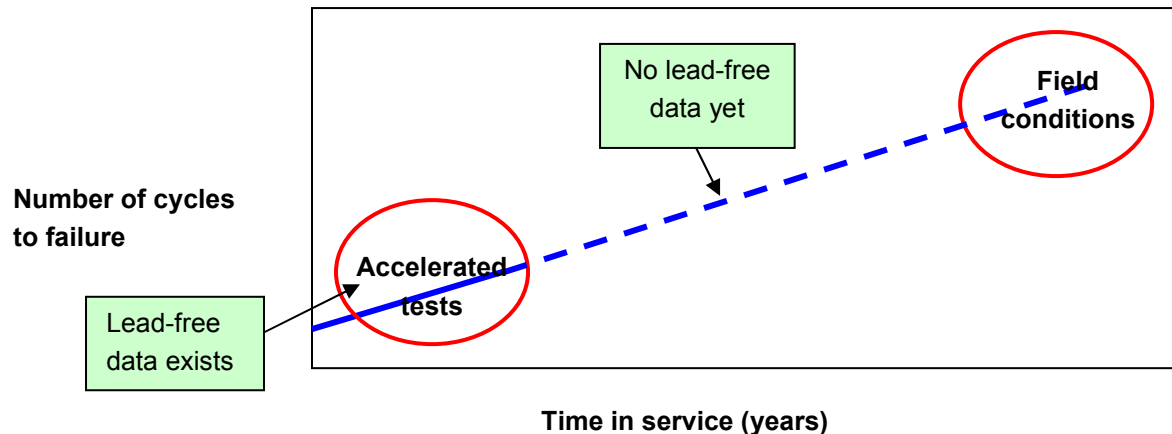 No lead-free
data yet
Field
conditions
Number of cycles
to failure
Accelerated
tests
Lead-free
data exists
Time in service (years)